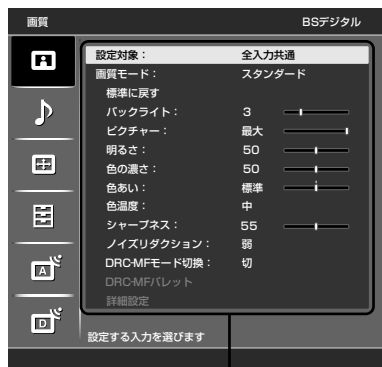 画質 BSデジタル
設定対象： 全入力共通
画質モード： スタンダード
標準に戻す
バックライト： 3
ピクチャー： 最大
明るさ： 50
色の濃さ： 50
色あい： 標準
色温度： 中
シャープネス： 55
ノイズリダクション： 弱
DRC-MFモード切換： 切
DRC-MFパレット
詳細設定
A
D
設定する入力を選びます